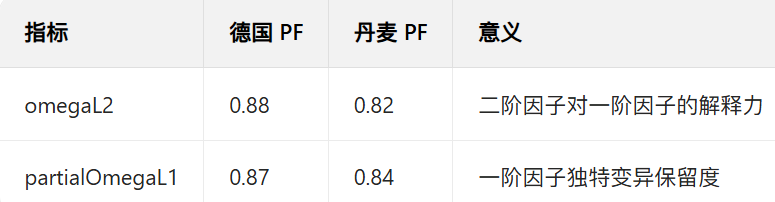 指标 德国 PF 丹麦 PF 意义
omegaL2 0.88 0.82 二阶因子对一阶因子的解释力
partialOmegaL1 0.87 0.84 一阶因子独特变异保留度